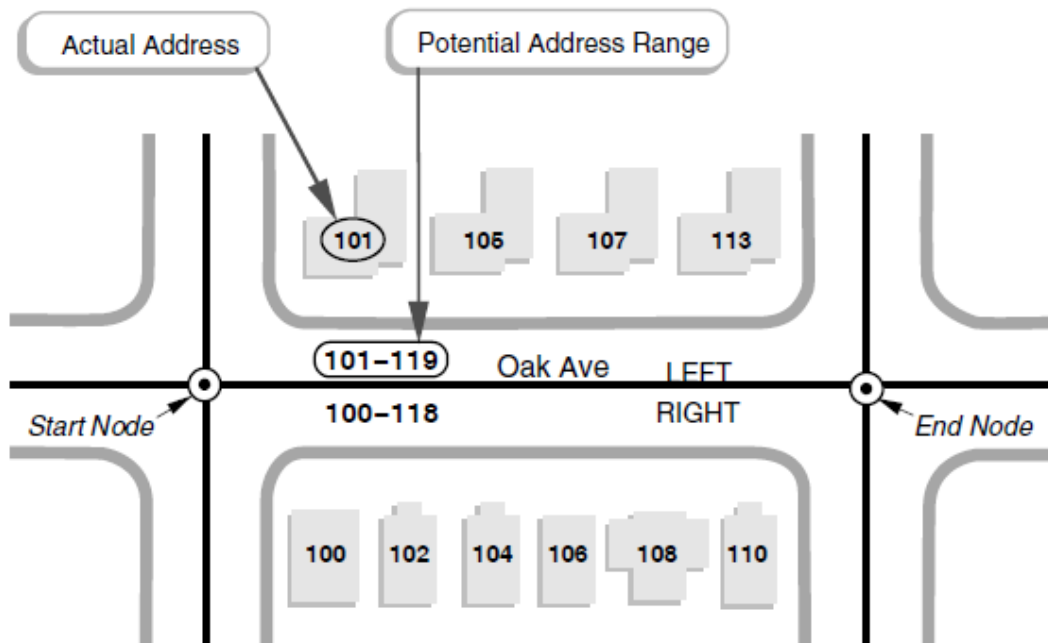 Actual Address
Potential Address Range
101
105
107
113
101–119
Oak Ave
LEFT
Start Node
100–118
RIGHT
End Node
100
102
104
106
108
110